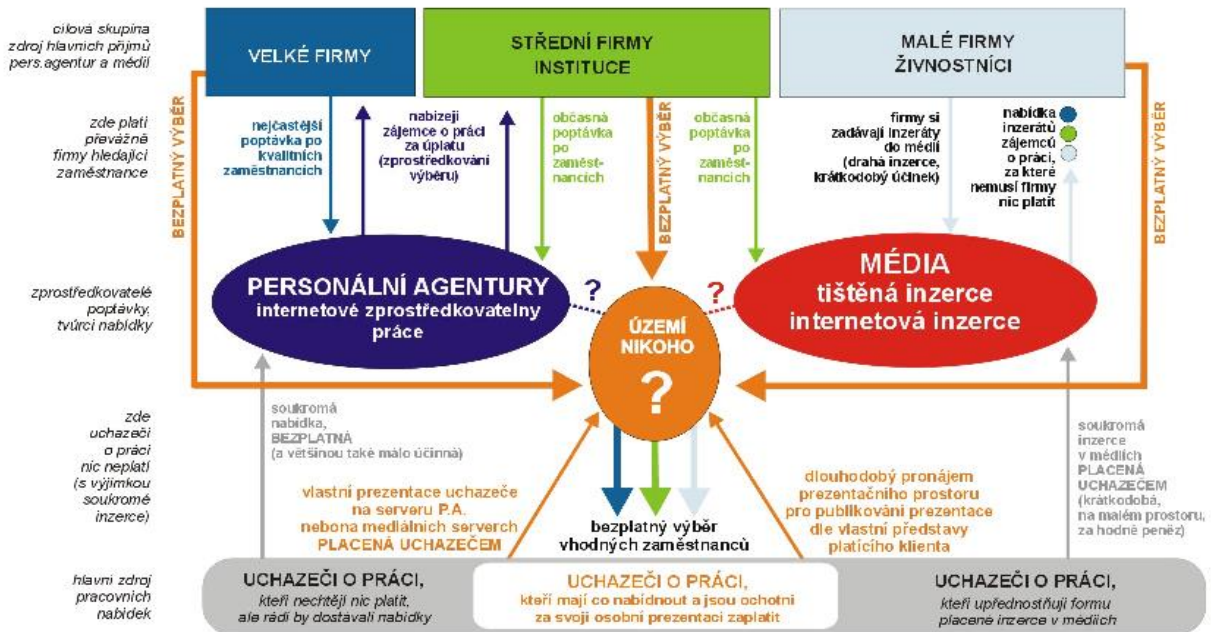 cílová skupina
zdroj hlavních příjmů
pers.agentur a médií
VELKÉ FIRMY
STŘEDNÍ FIRMY
INSTITUCE
MALÉ FIRMY
ŽIVNOSTNÍCI
zde platí
převážně
firmy hledající
zaměstnance
BEZPLATNÝ VÝBĚR
nejčastější
poptávka po
kvalitních
zaměstnancích
nabízejí
zájemce o práci
za úplatu
(zprostředkování
výběru)
občasná
poptávka
po
zaměst-
nancích
BEZPLATNÝ VÝBĚR
občasná
poptávka
po
zaměst-
nancích
firmy si
zadávají inzeráty
do médií
(drahá inzerce,
krátkodobý účinek)
nabídka
inzerátů
zájemců
o práci,
za které
nemusí firmy
nic platit
BEZPLATNÝ VÝBĚR
zprostředkovatelé
poptávky,
tvůrci nabídky
PERSONÁLNÍ AGENTURY
internetové zprostředkovatelny
práce
?
ÚZEMÍ
NIKOHO
?
?
MÉDIA
tištěná inzerce
internetová inzerce
zde
uchazeči
o práci
nic neplatí
(s výjimkou
soukromé
inzerce)
soukromá
nabídka,
BEZPLATNÁ
(a většinou také málo účinná)
vlastní prezentace uchazeče
na serveru P.A.
nebona mediálních serverch
PLACENÁ UCHAZEČEM
bezplatný výběr
vhodných zaměstnanců
dlouhodobý pronájem
prezentačního prostoru
pro publikování prezentace
dle vlastní představy
platícího klienta
soukromá
inzerce
v médiích
PLACENÁ
UCHAZEČEM
(krátkodobá,
na malém prostoru,
za hodně peněz)
hlavní zdroj
pracovních
nabídek
UCHAZEČI O PRÁCI,
kteří nechtějí nic platit,
ale rádi by dostávali nabídky
UCHAZEČI O PRÁCI,
kteří mají co nabídnout a jsou ochotni
za svoji osobní prezentaci zaplatit
UCHAZEČI O PRÁCI,
kteří upřednostňují formu
placené inzerce v médiích